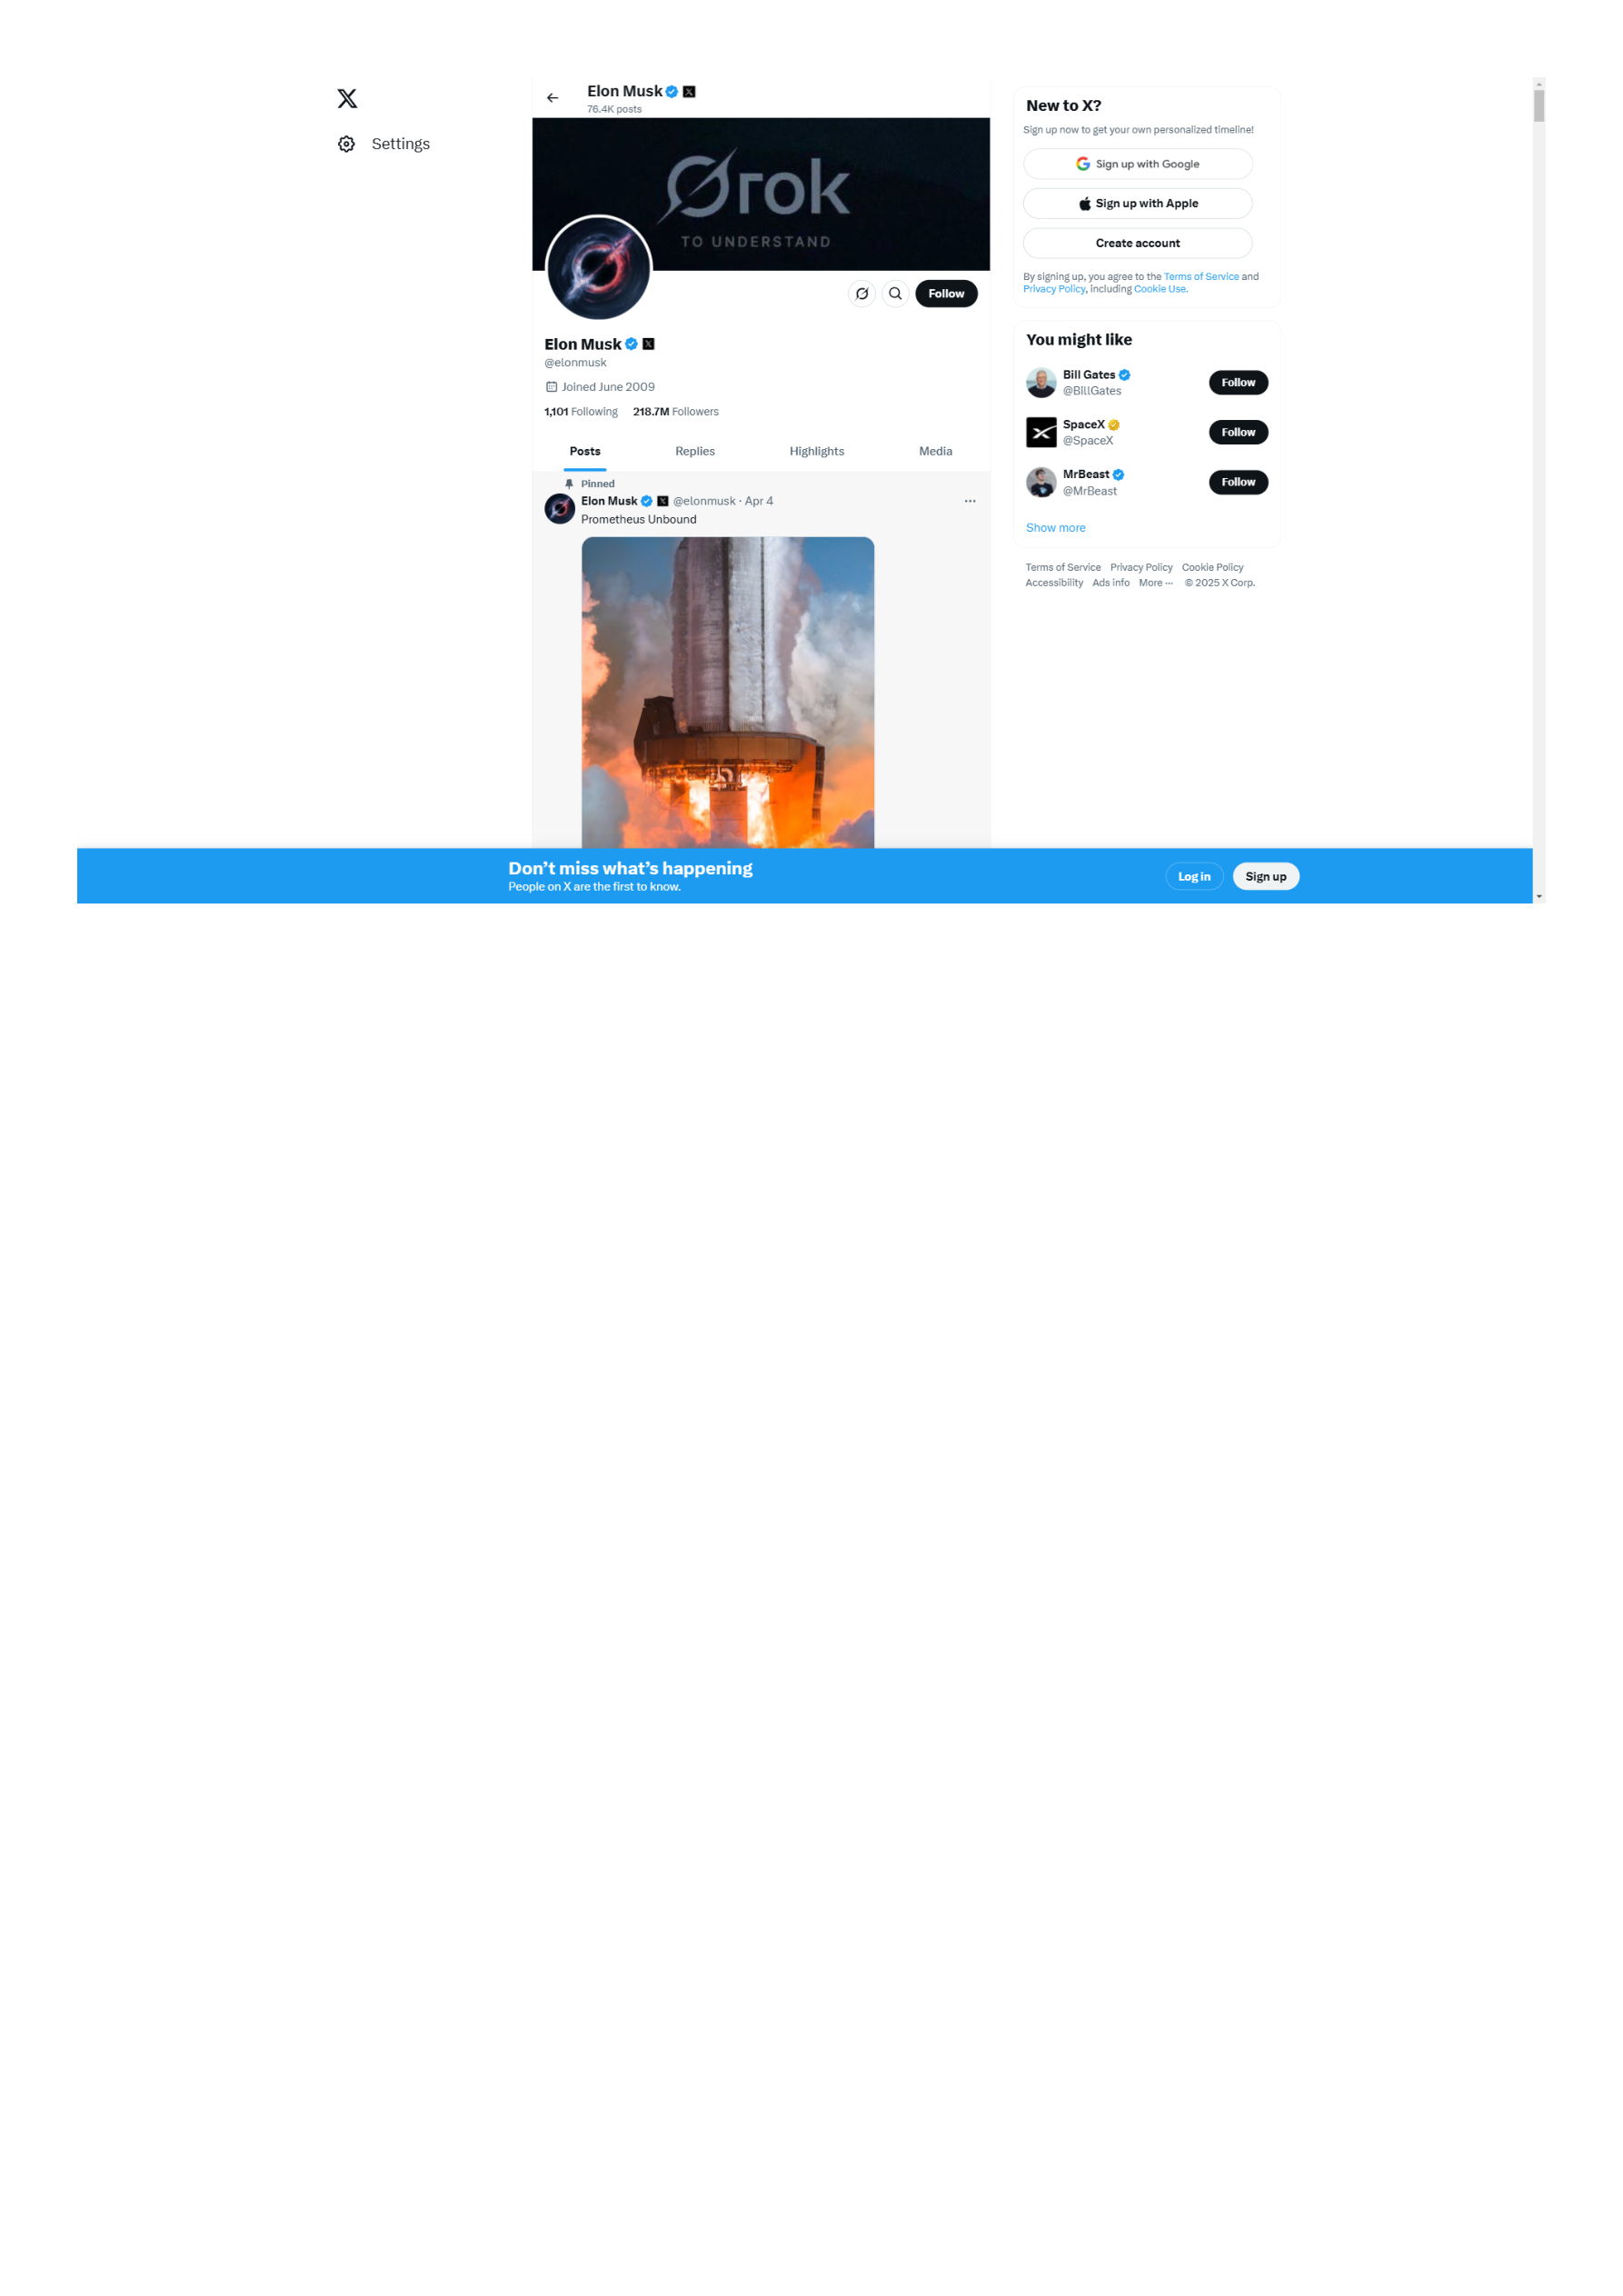 Settings
Elon Musk
76.4K posts
Ørok
TO UNDERSTAND
Follow
Elon Musk
@elonmusk
Joined June 2009
1,101 Following 218.7M Followers
Posts Replies Highlights Media
Pinned
Elon Musk @elonmusk · Apr 4
Prometheus Unbound
New to X?
Sign up now to get your own personalized timeline!
Sign up with Google
Sign up with Apple
Create account
By signing up, you agree to the Terms of Service and
Privacy Policy, including Cookie Use.
You might like
Bill Gates
@BillGates
Follow
SpaceX
@SpaceX
Follow
MrBeast
@MrBeast
Follow
Show more
Terms of Service Privacy Policy Cookie Policy
Accessibility Ads info More ··· © 2025 X Corp.
Don’t miss what’s happening
People on X are the first to know.
Log in Sign up